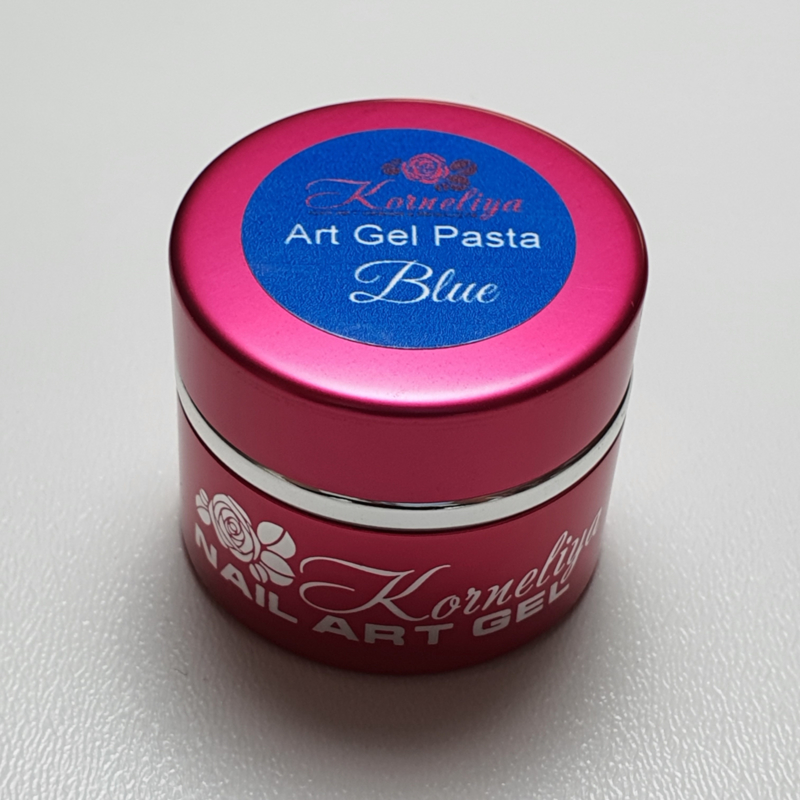 Korneliya
Art Gel Pasta
Blue
Korneliya
NAIL ART GEL